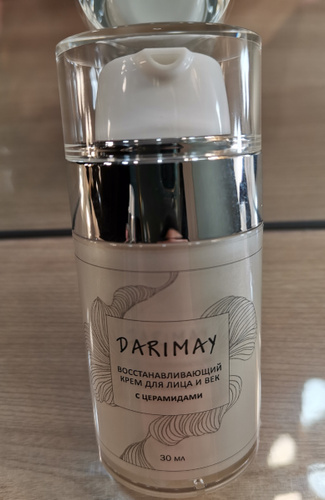 DARIMAY
ВОССТАНАВЛИВАЮЩИЙ
КРЕМ ДЛЯ ЛИЦА И ВЕК
С ЦЕРАМИДАМИ
30 МЛ